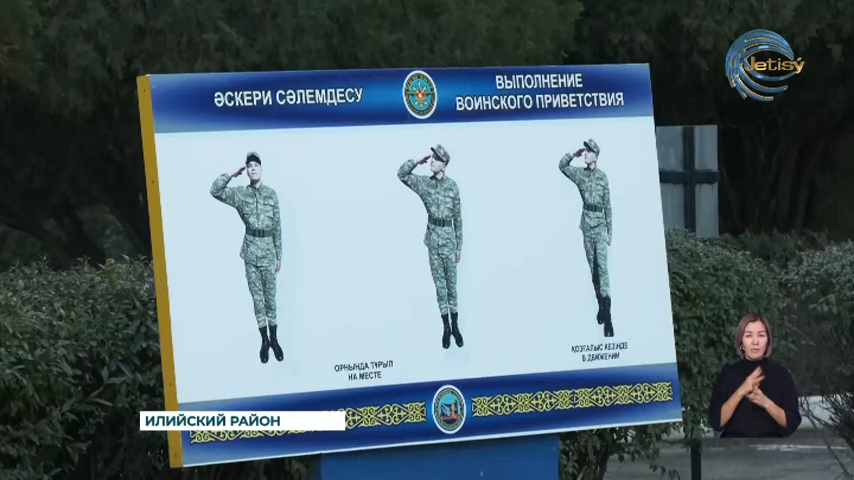 Jetisý
ӘСКЕРИ СӘЛЕМДЕСУ
ВЫПОЛНЕНИЕ
ВОИНСКОГО ПРИВЕТСТВИЯ
ОРНЫНДА ТҰРЫП
НА МЕСТЕ
ҚОЗҒАЛЫС КЕЗІНДЕ
В ДВИЖЕНИИ
ИЛИЙСКИЙ РАЙОН